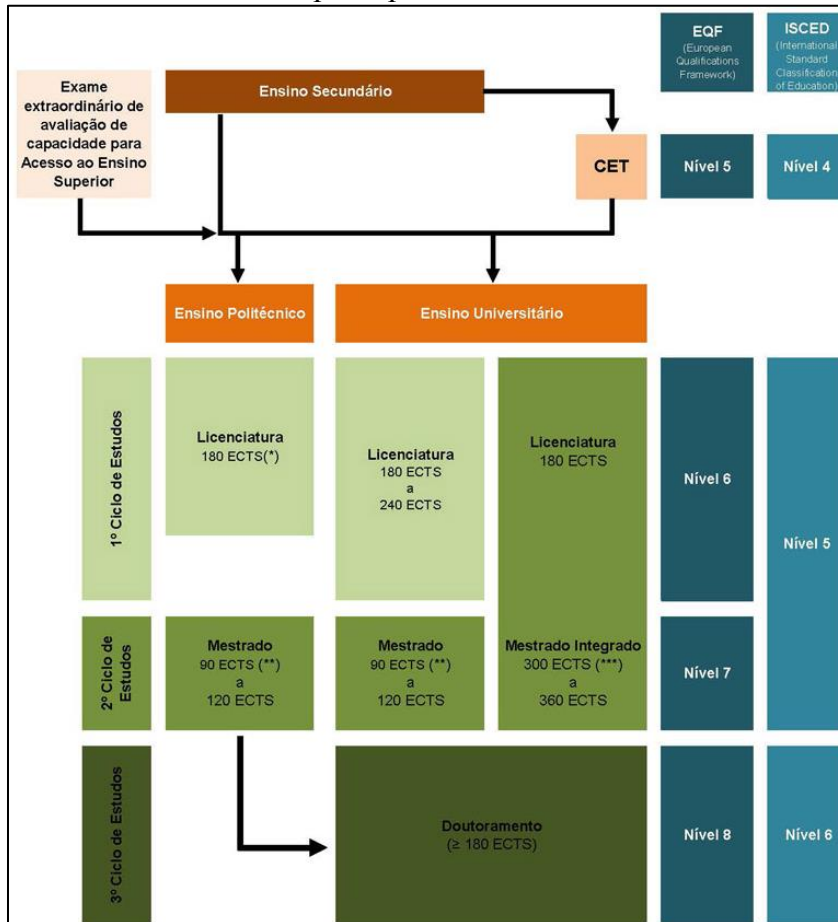 EQF
(European
Qualifications
Framework)
ISCED
(International
Standard
Classification
of Education)
Exame
extraordinário de
avaliação de
capacidade para
Acesso ao Ensino
Superior
Ensino Secundário
CET
Nível 5
Nível 4
Ensino Politécnico
Ensino Universitário
1º Ciclo de Estudos
Licenciatura
180 ECTS(*)
Licenciatura
180 ECTS
a
240 ECTS
Licenciatura
180 ECTS
Nível 6
Nível 5
2º Ciclo de
Estudos
Mestrado
90 ECTS (**)
a
120 ECTS
Mestrado
90 ECTS (**)
a
120 ECTS
Mestrado Integrado
300 ECTS (***)
a
360 ECTS
Nível 7
3º Ciclo de Estudos
Doutoramento
(≥ 180 ECTS)
Nível 8
Nível 6